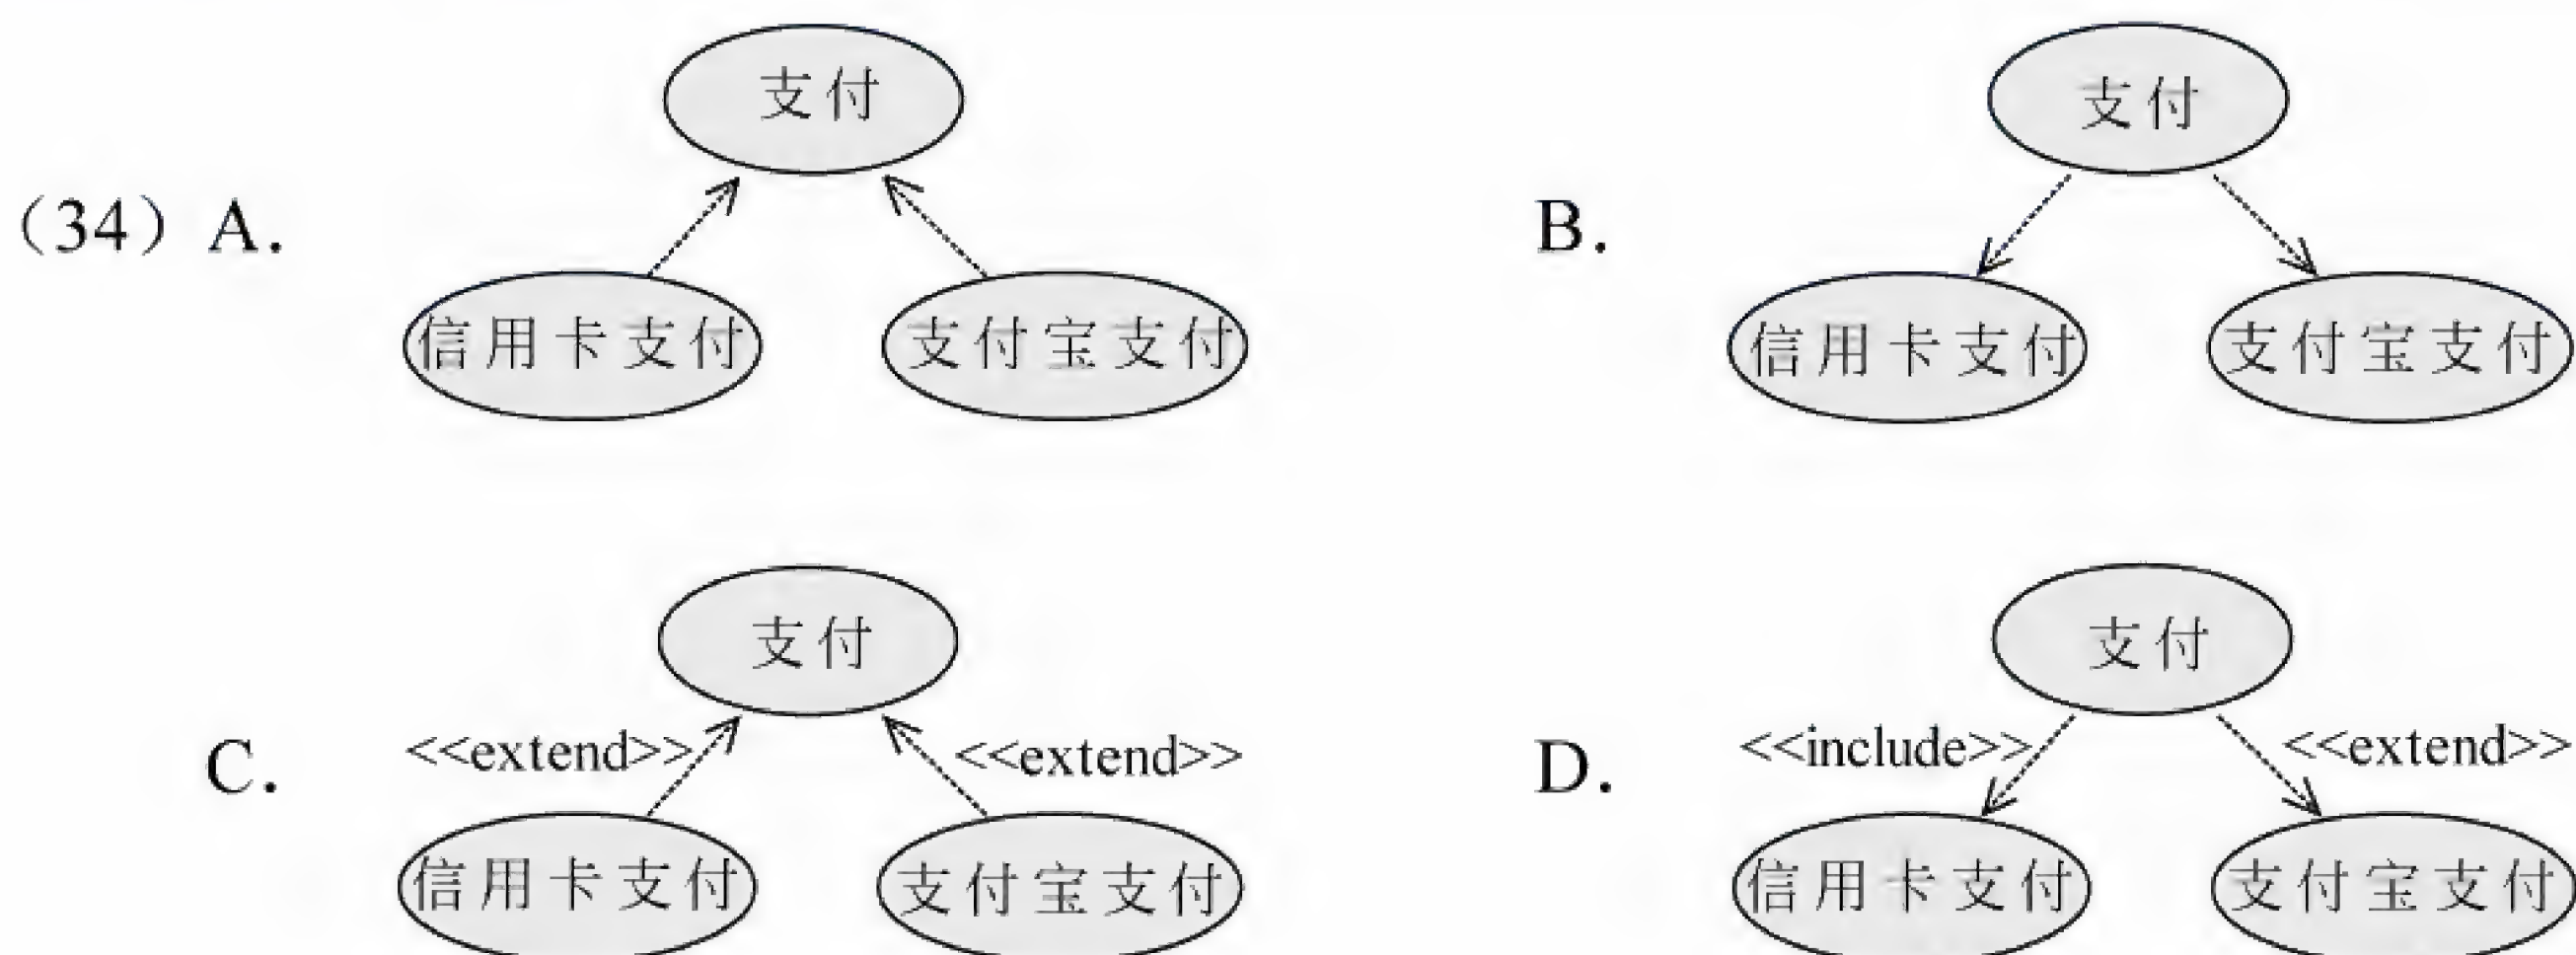 支付
支付
(34) A.
B.
信用卡支付
支付宝支付
信用卡支付
支付宝支付
支付
支付
C.
<<extend>>
<<extend>>
D.
<<include>>
<<extend>>
信用卡支付
支付宝支付
信用卡支付
支付宝支付